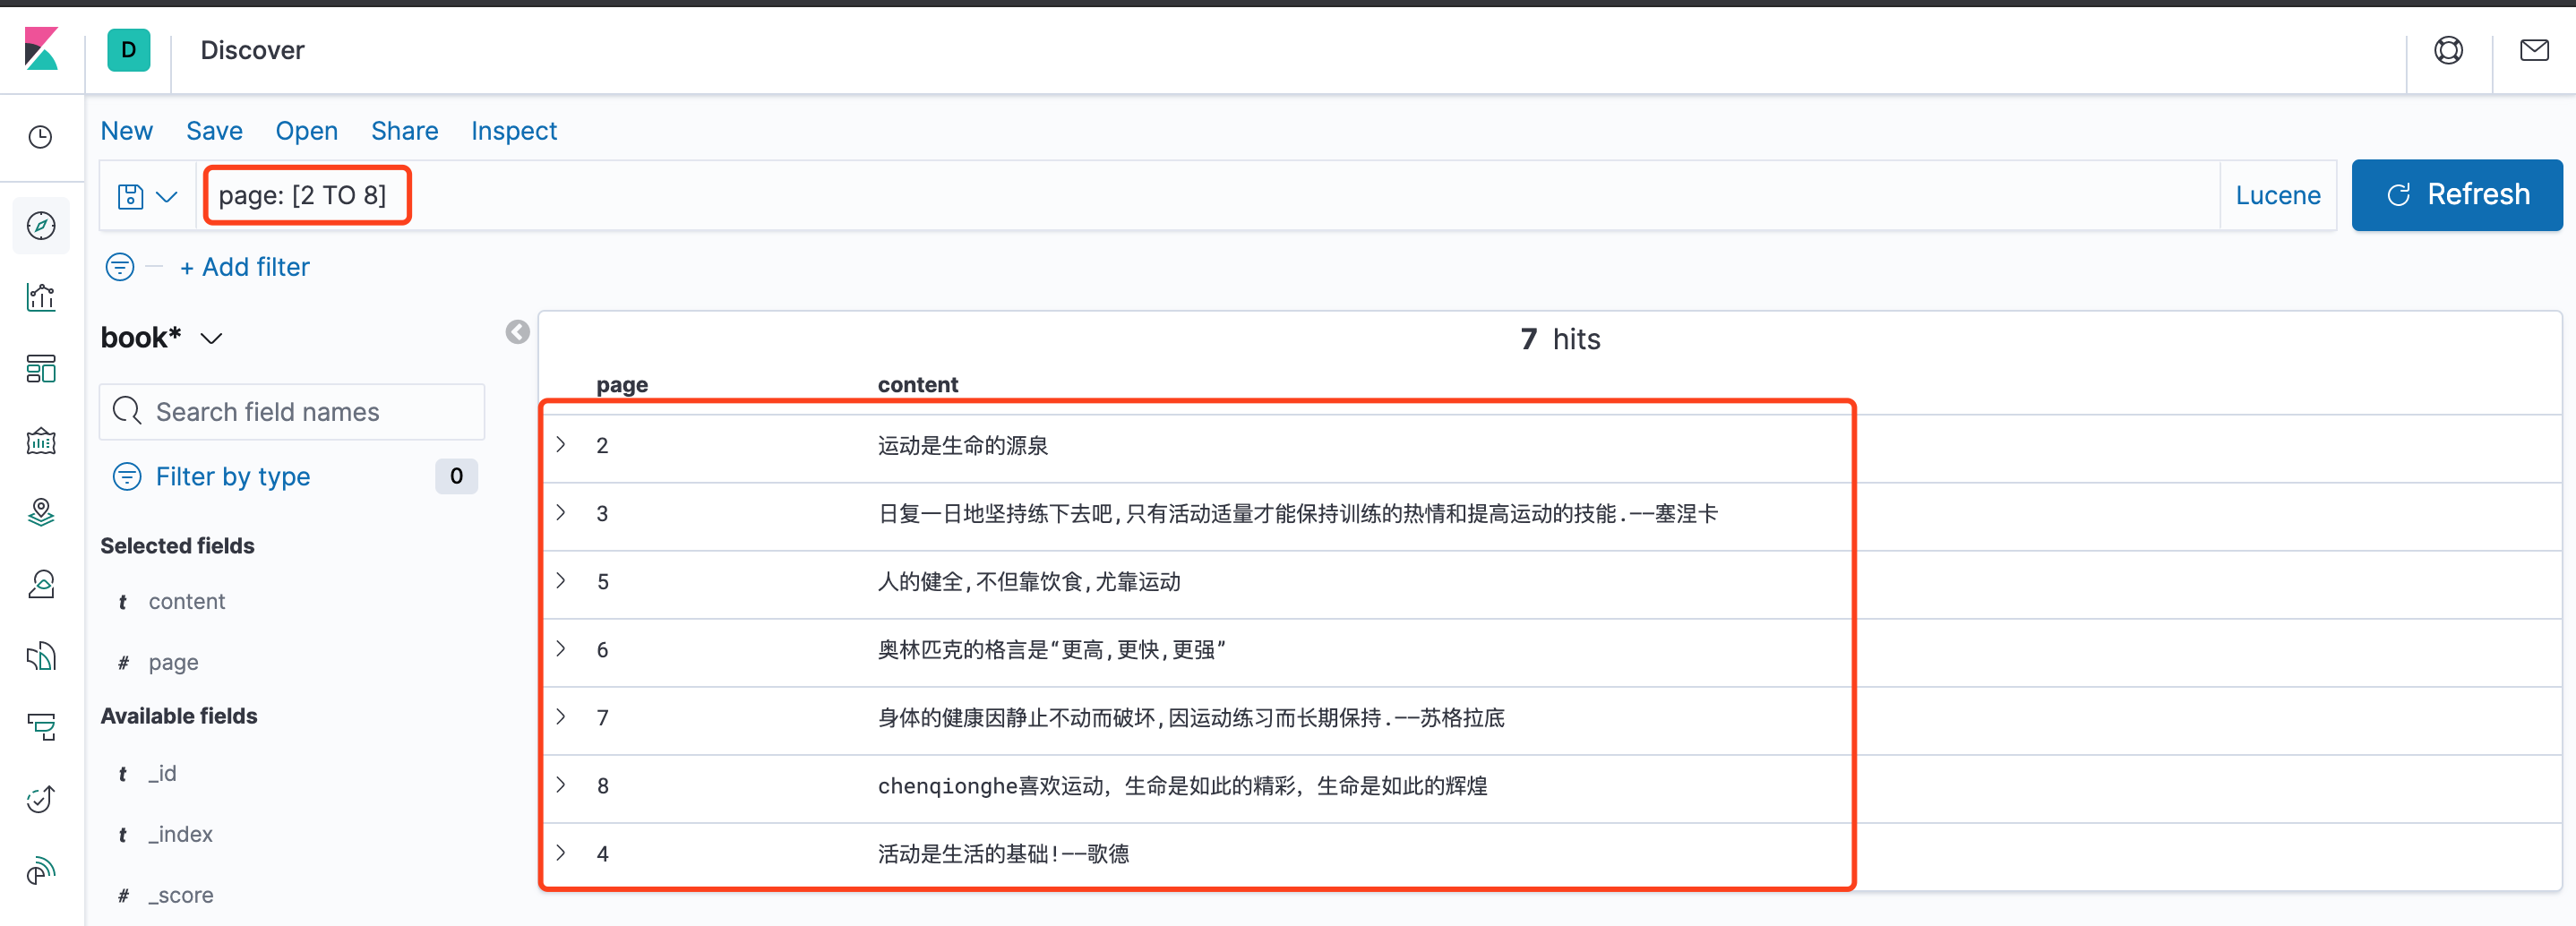 D Discover
New Save Open Share Inspect
page: [2 TO 8] Lucene Refresh
+ Add filter
book*
Search field names
Filter by type 0
Selected fields
t content
# page
Available fields
t _id
t _index
# _score
7 hits
page content
2 运动是生命的源泉
3 日复一日地坚持练下去吧,只有活动适量才能保持训练的热情和提高运动的技能.——塞涅卡
5 人的健全,不但靠饮食,尤靠运动
6 奥林匹克的格言是“更高,更快,更强”
7 身体的健康因静止不动而破坏,因运动练习而长期保持.——苏格拉底
8 chenqionghe喜欢运动，生命是如此的精彩，生命是如此的辉煌
4 活动是生活的基础!——歌德